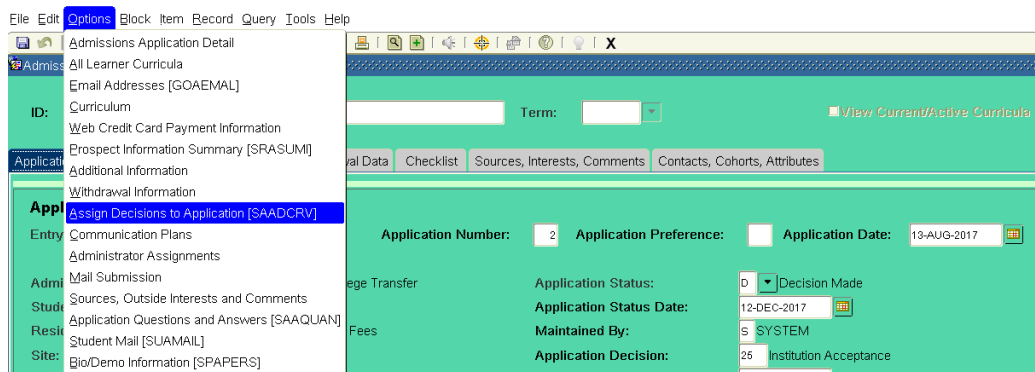 File Edit Options Block Item Record Query Tools Help
Admissions Application Detail
X
Admiss
All Learner Curricula
Email Addresses [GOAEMAL]
ID:
Curriculum
Term:
View Current/Active Curricula
Web Credit Card Payment Information
Prospect Information Summary [SRASUMI]
Applicati
val Data Checklist Sources, Interests, Comments Contacts, Cohorts, Attributes
Additional Information
Withdrawal Information
Appl
Assign Decisions to Application [SAADCRV]
Entry
Communication Plans
Application Number: 2 Application Preference: Application Date: 13-AUG-2017
Administrator Assignments
Mail Submission
Admi
ege Transfer Application Status: D Decision Made
Sources, Outside Interests and Comments
Stude
Application Status Date: 12-DEC-2017
Application Questions and Answers [SAAQUAN]
Resid
Fees Maintained By: S SYSTEM
Student Mail [SUAMAIL]
Site:
Bio/Demo Information [SPAPERS]
Application Decision: 25 Institution Acceptance